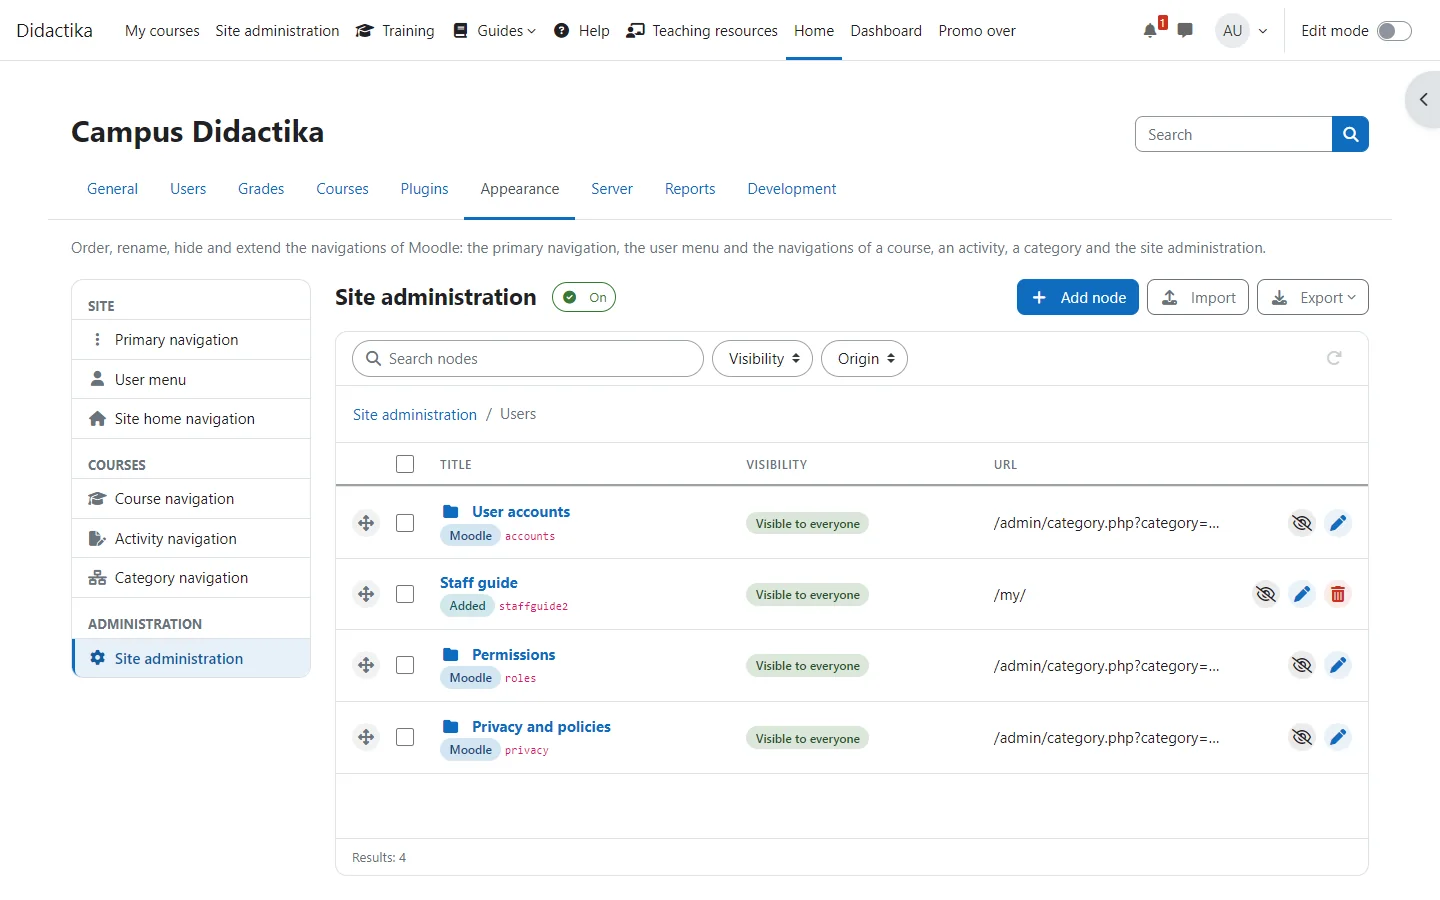 Didactika
My courses
Site administration
Training
Guides
Help
Teaching resources
Home
Dashboard
Promo over
1
AU
Edit mode
Campus Didactika
Search
General
Users
Grades
Courses
Plugins
Appearance
Server
Reports
Development
Order, rename, hide and extend the navigations of Moodle: the primary navigation, the user menu and the navigations of a course, an activity, a category and the site administration.
SITE
Primary navigation
User menu
Site home navigation
COURSES
Course navigation
Activity navigation
Category navigation
ADMINISTRATION
Site administration
Site administration
On
Add node
Import
Export
Search nodes
Visibility
Origin
Site administration / Users
TITLE
VISIBILITY
URL
User accounts
Moodle accounts
Visible to everyone
/admin/category.php?category=...
Staff guide
Added staffguide2
Visible to everyone
/my/
Permissions
Moodle roles
Visible to everyone
/admin/category.php?category=...
Privacy and policies
Moodle privacy
Visible to everyone
/admin/category.php?category=...
Results: 4